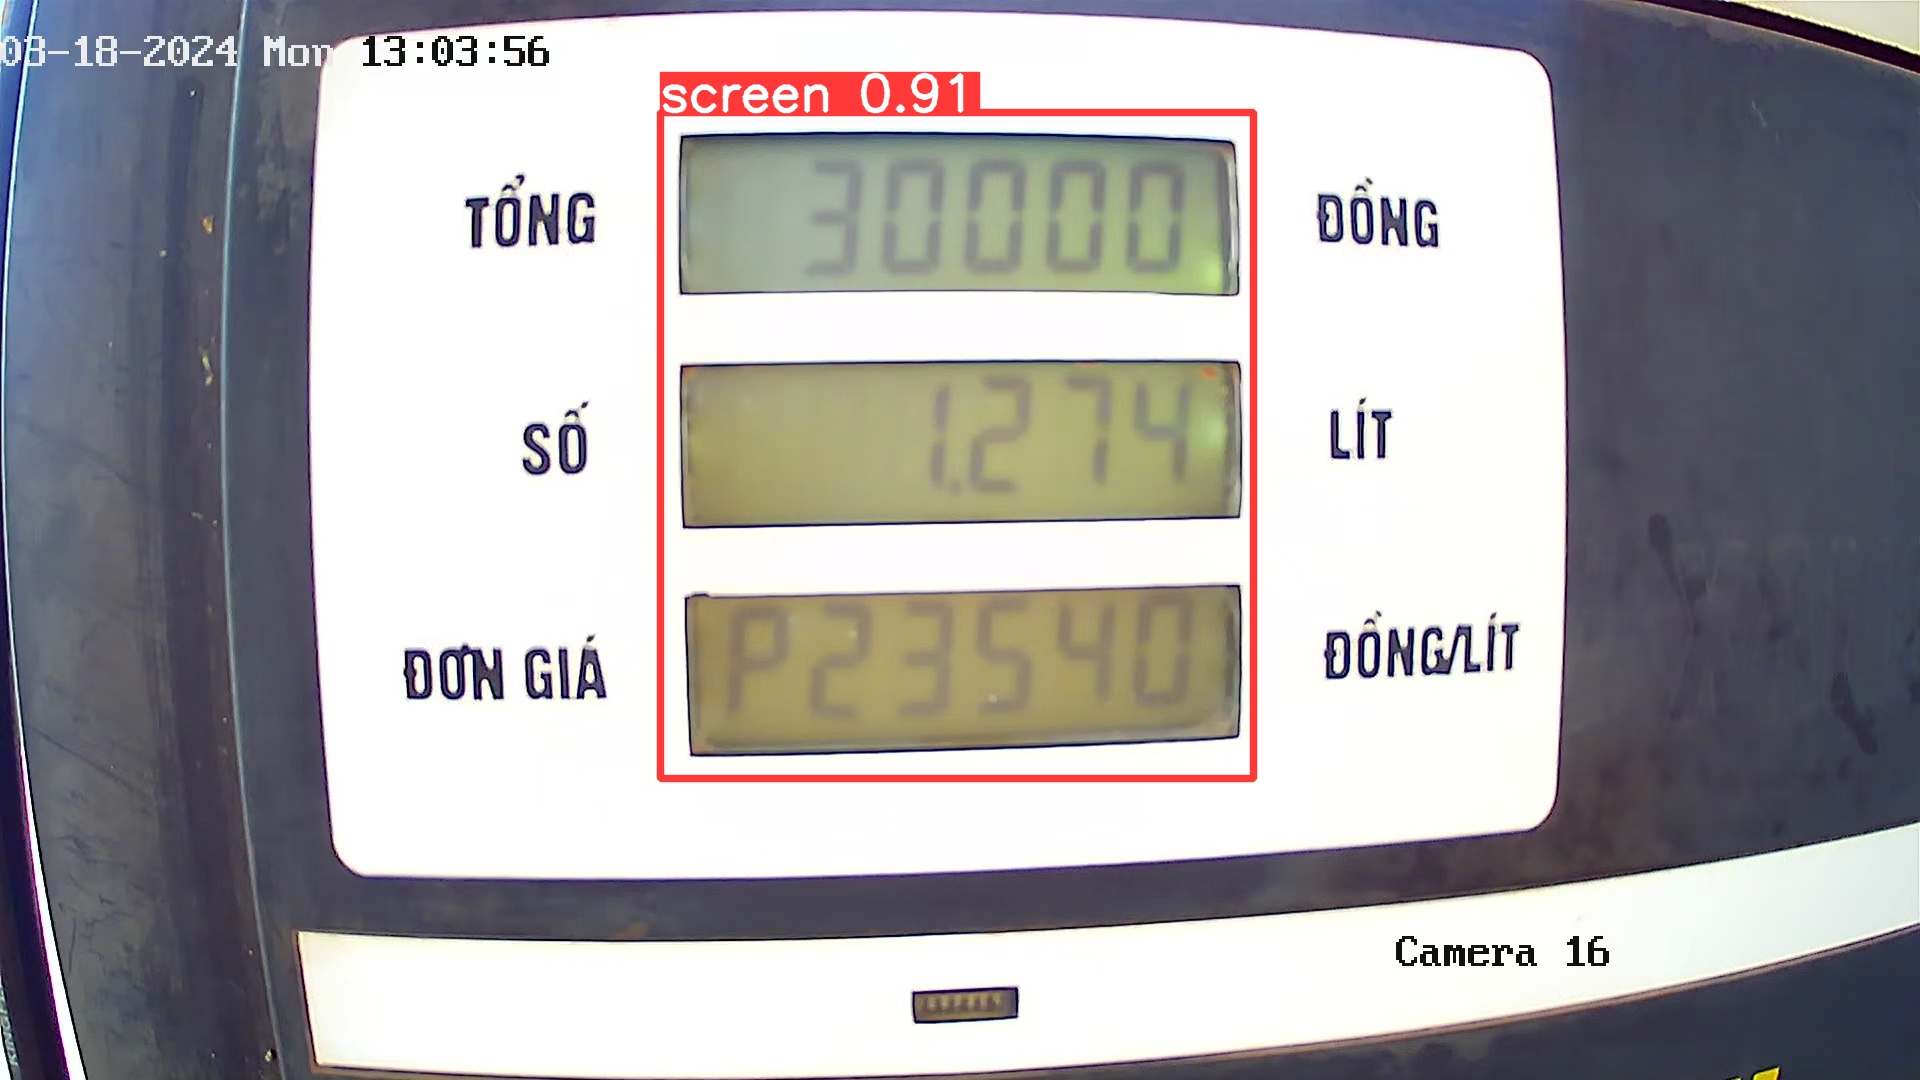 03-18-2024 Mon 13:03:56
screen 0.91
TỔNG 30000 ĐỒNG
SỐ 1.274 LÍT
ĐƠN GIÁ P23540 ĐỒNG/LÍT
Camera 16